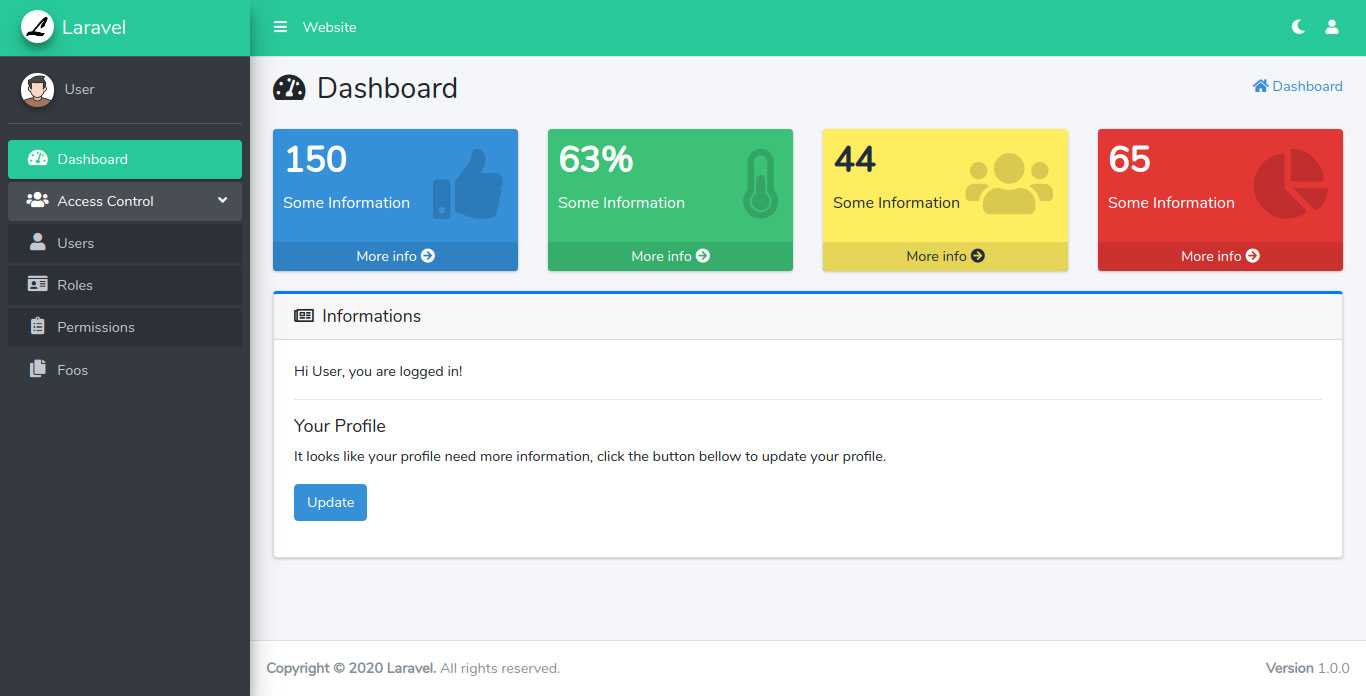 Laravel
Website
User
Dashboard
Access Control
Users
Roles
Permissions
Foos
Dashboard
Dashboard
150
Some Information
More info
63%
Some Information
More info
44
Some Information
More info
65
Some Information
More info
Informations
Hi User, you are logged in!
Your Profile
It looks like your profile need more information, click the button bellow to update your profile.
Update
Copyright © 2020 Laravel. All rights reserved.
Version 1.0.0